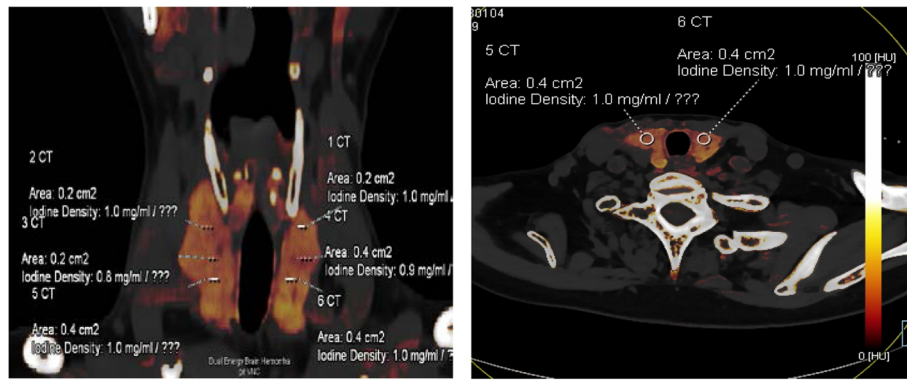 1 CT
2 CT
Area: 0.2 cm2
Iodine Density: 1.0 mg/ml / ???
Area: 0.2 cm2
Iodine Density: 1.0 mg/ml / ???
3 CT
4 CT
Area: 0.2 cm2
Iodine Density: 0.8 mg/ml / ???
Area: 0.4 cm2
Iodine Density: 0.9 mg/ml /
5 CT
6 CT
Area: 0.4 cm2
Iodine Density: 1.0 mg/ml / ???
Area: 0.4 cm2
Iodine Density: 1.0 mg/ml / ?
Dual Energy Brain Hemorrha
pp VNC
30104
9
6 CT
5 CT
Area: 0.4 cm2
Iodine Density: 1.0 mg/ml / ???
Area: 0.4 cm2
Iodine Density: 1.0 mg/ml / ???
100 [HU]
0 [HU]